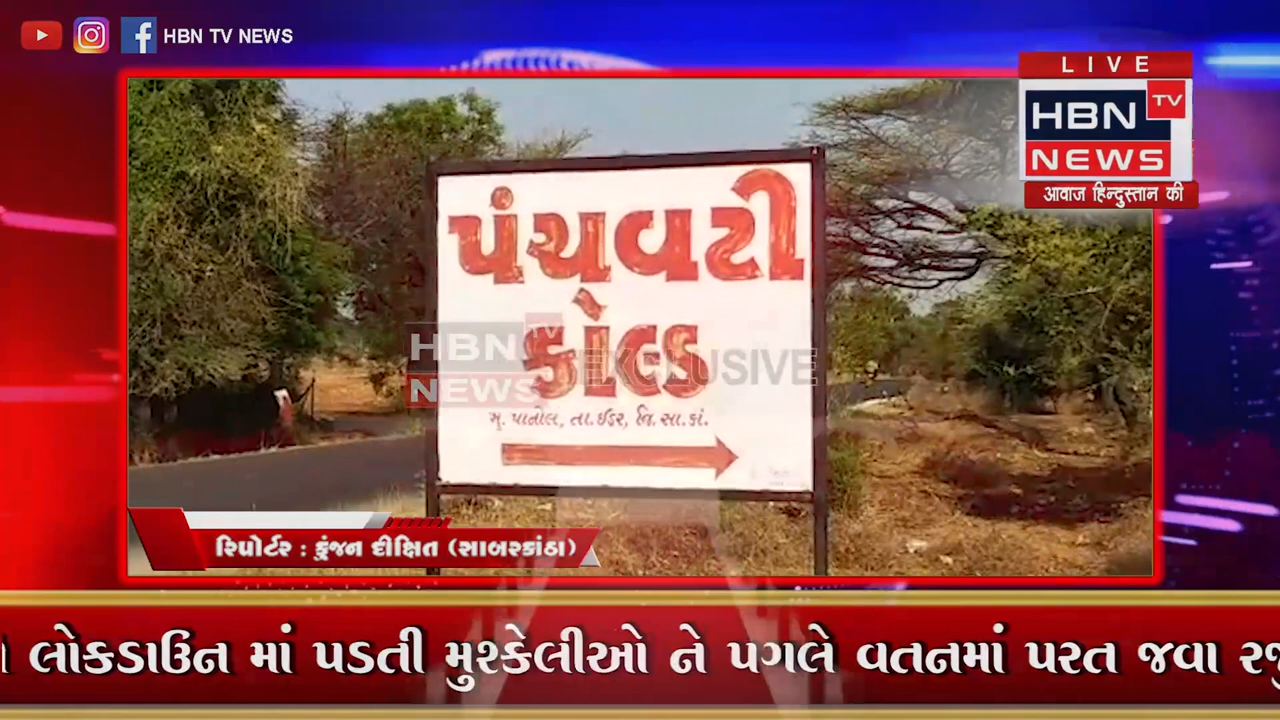 HBN TV NEWS
LIVE
HBN TV
NEWS
आवाज हिन्दुस्तान की
પંચવટી
કોલ્ડ
HBN TV
NEWS
EXCLUSIVE
મુ. પાનોલ, તા.ઈડર, જિ.સા.કાં.
રિપોર્ટર : કુંજન દીક્ષિત (સાબરકાંઠા)
લોકડાઉન માં પડતી મુશ્કેલીઓ ને પગલે વતનમાં પરત જવા